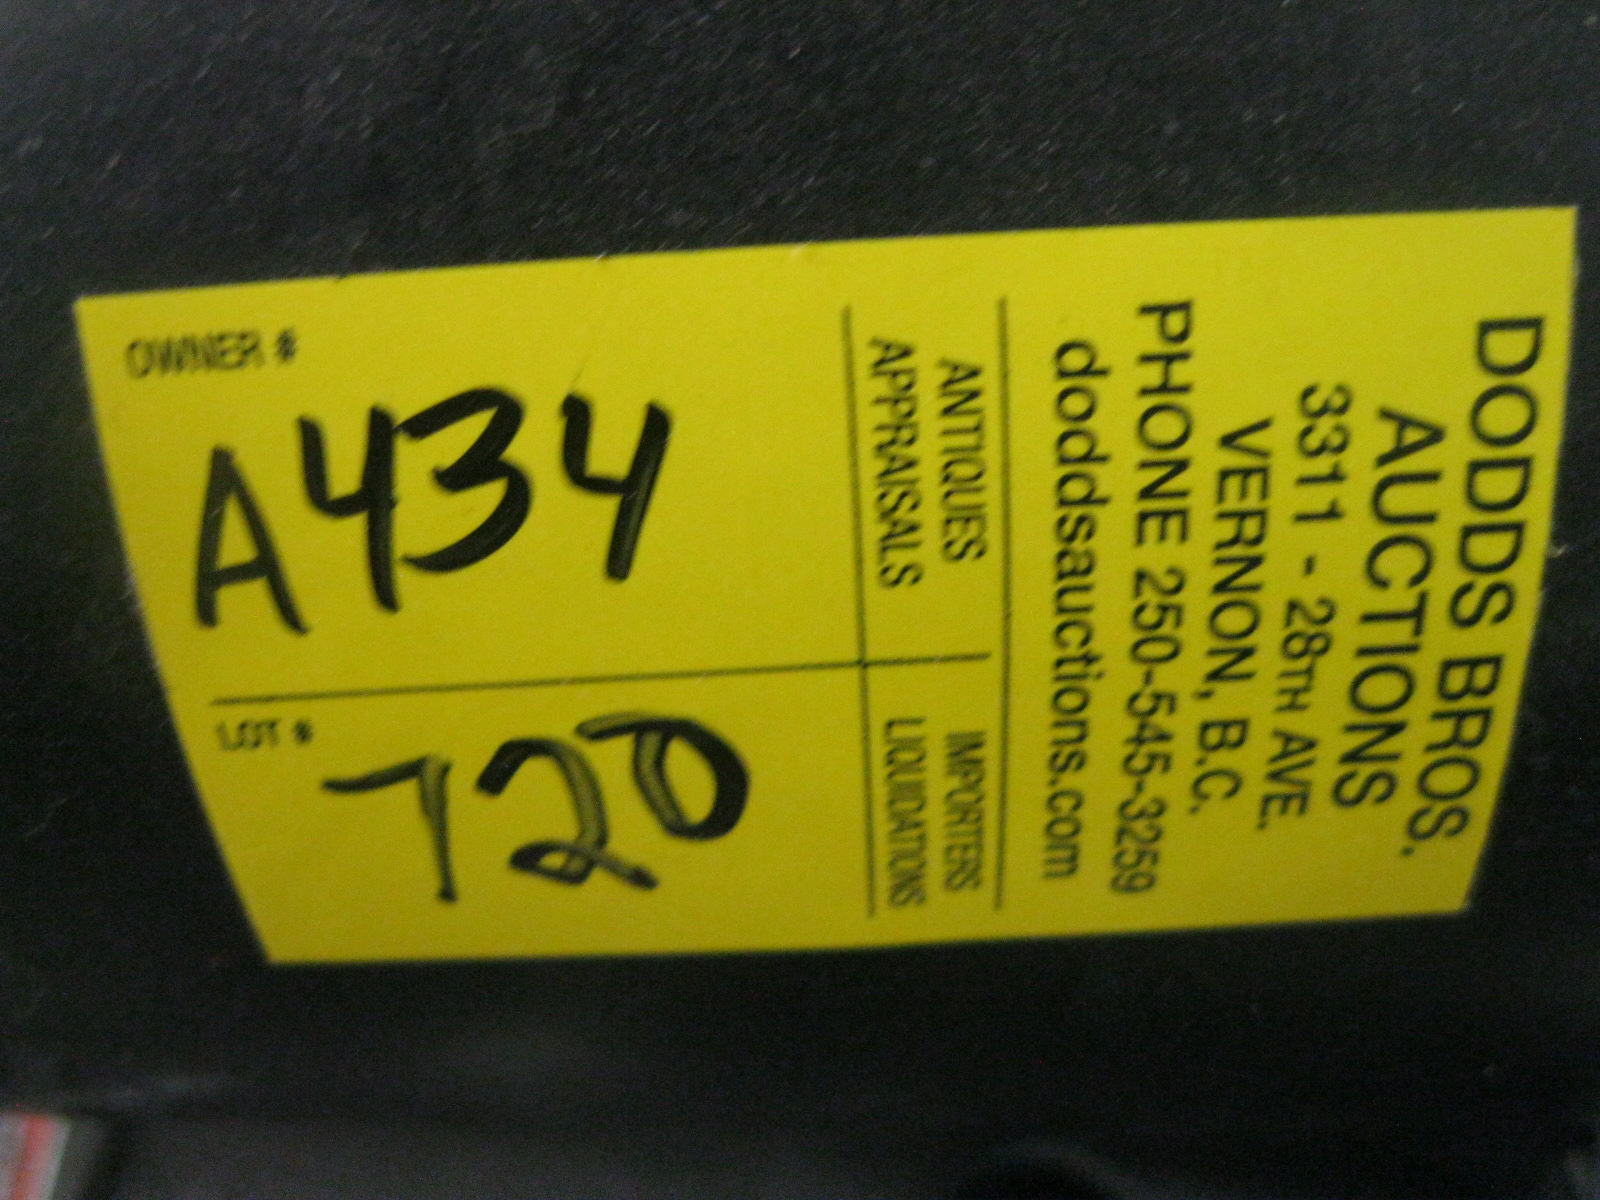 DODDS BROS.
AUCTIONS
3311 - 28TH AVE.
VERNON, B.C.
PHONE 250-545-3259
doddsauctions.com
ANTIQUES IMPORTERS
APPRAISALS LIQUIDATIONS
OWNER #
A434
LOT #
720